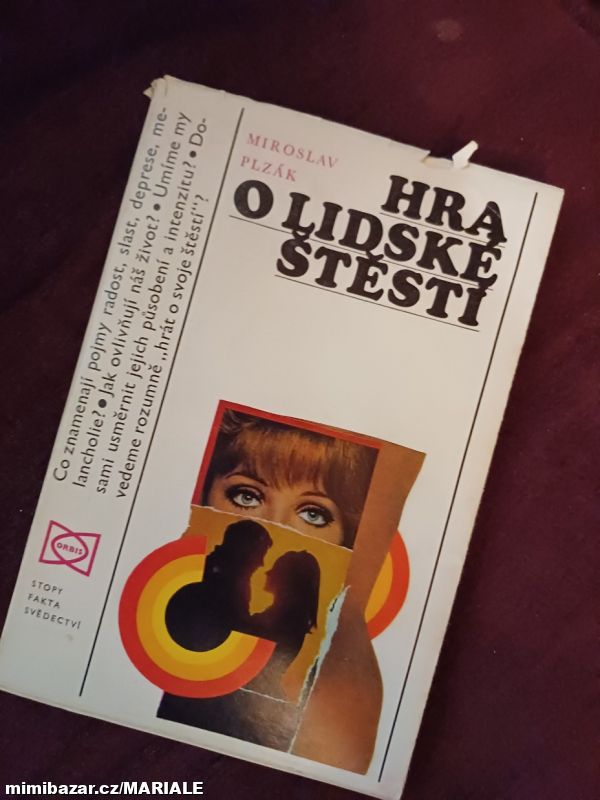 MIROSLAV
PLZÁK
HRA
O LIDSKÉ
ŠTĚSTÍ
Co znamenají pojmy radost, slast, deprese, me-
lancholie? • Jak ovlivňují náš život? • Umíme my
sami usměrnit jejich působení a intenzitu? • Do-
vedeme rozumně „hrát o svoje štěstí"?
ORBIS
STOPY
FAKTA
SVĚDECTVÍ
mimibazar.cz/MARIALE